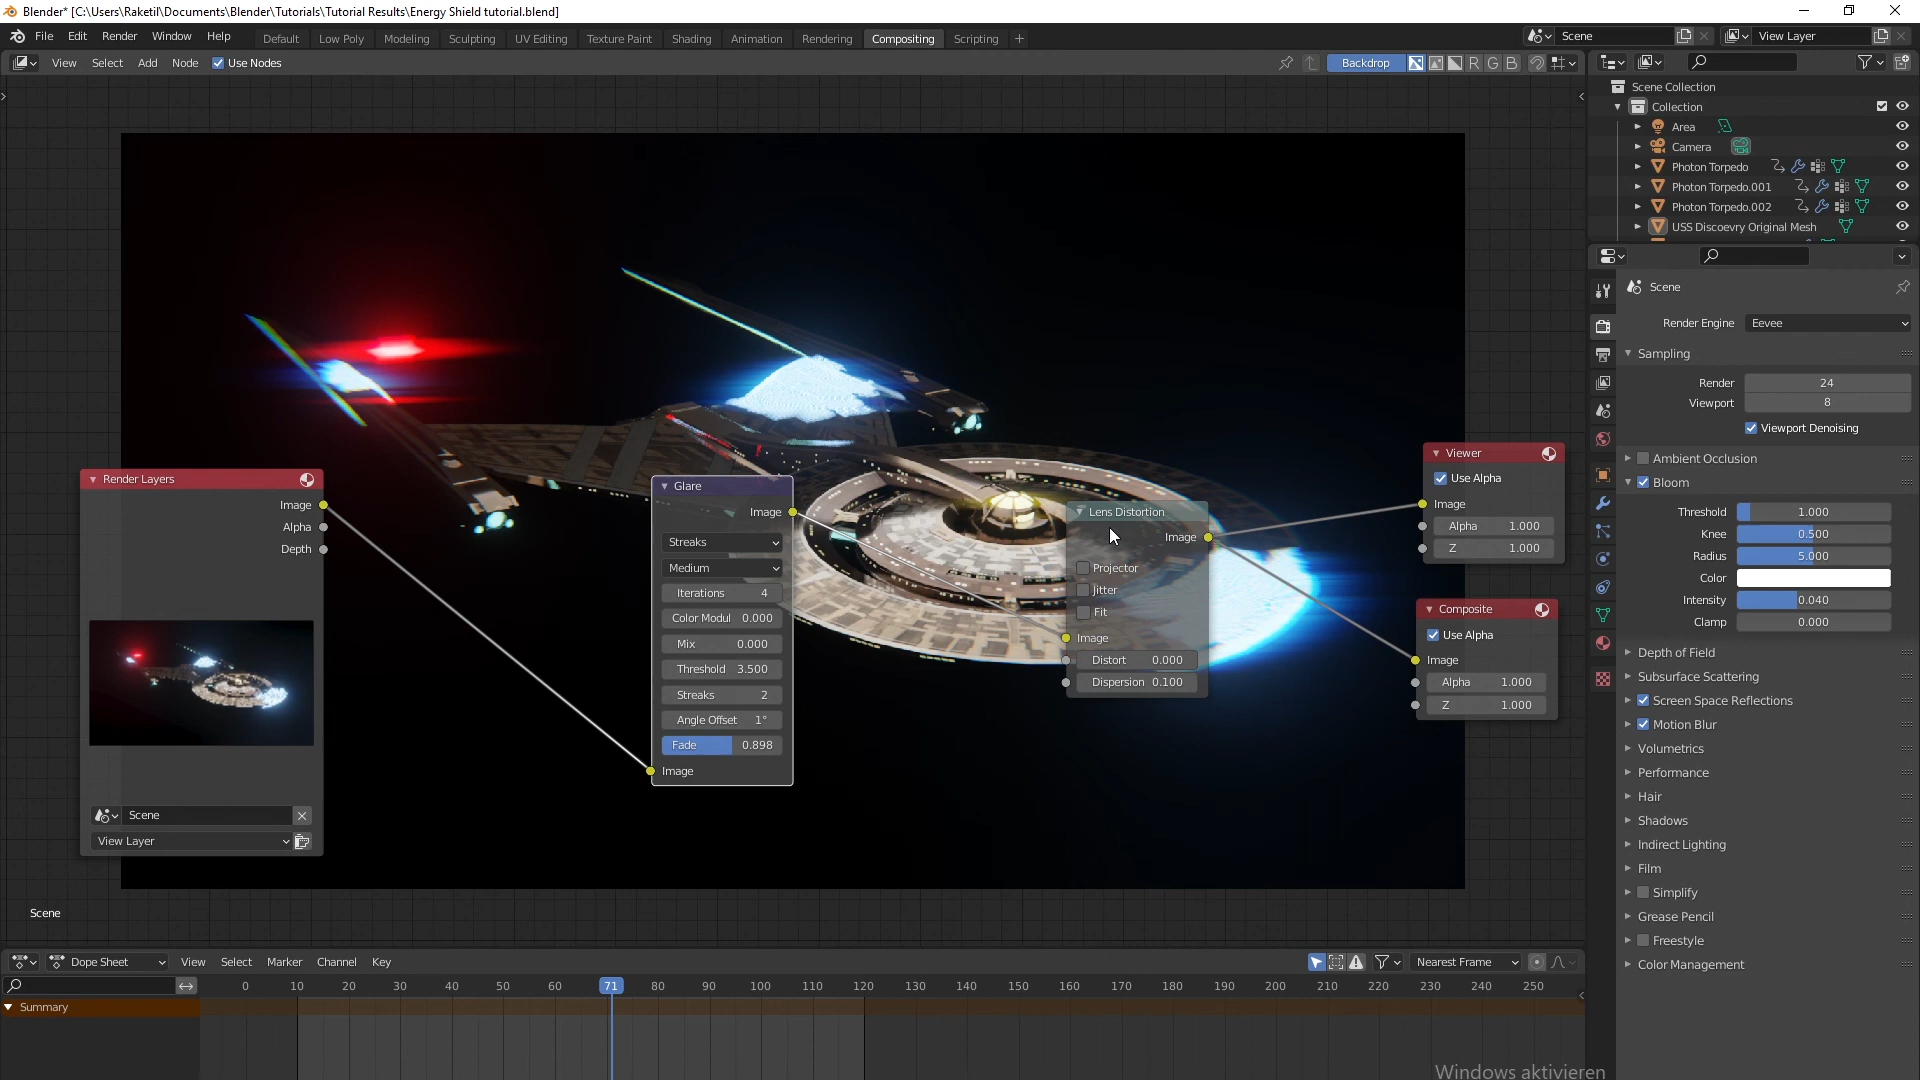 Blender* [C:\Users\Raketil\Documents\Blender\Tutorials\Tutorial Results\Energy Shield tutorial.blend]
File Edit Render Window Help Default Low Poly Modeling Sculpting UV Editing Texture Paint Shading Animation Rendering Compositing Scripting + Scene View Layer
View Select Add Node Use Nodes Backdrop R G B
Scene Collection
Collection
Area
Camera
Photon Torpedo
Photon Torpedo.001
Photon Torpedo.002
USS Discoevry Original Mesh
Scene
Render Engine Eevee
Sampling
Render 24
Viewport 8
Viewport Denoising
Ambient Occlusion
Bloom
Threshold 1.000
Knee 0.500
Radius 5.000
Color
Intensity 0.040
Clamp 0.000
Depth of Field
Subsurface Scattering
Screen Space Reflections
Motion Blur
Volumetrics
Performance
Hair
Shadows
Indirect Lighting
Film
Simplify
Grease Pencil
Freestyle
Color Management
Render Layers
Image
Alpha
Depth
Scene
View Layer
Glare
Image
Streaks
Medium
Iterations 4
Color Modul 0.000
Mix 0.000
Threshold 3.500
Streaks 2
Angle Offset 1°
Fade 0.898
Image
Lens Distortion
Image
Projector
Jitter
Fit
Image
Distort 0.000
Dispersion 0.100
Viewer
Use Alpha
Image
Alpha 1.000
Z 1.000
Composite
Use Alpha
Image
Alpha 1.000
Z 1.000
Scene
Dope Sheet View Select Marker Channel Key Nearest Frame
0 10 20 30 40 50 60 71 80 90 100 110 120 130 140 150 160 170 180 190 200 210 220 230 240 250
Summary
Windows aktivieren